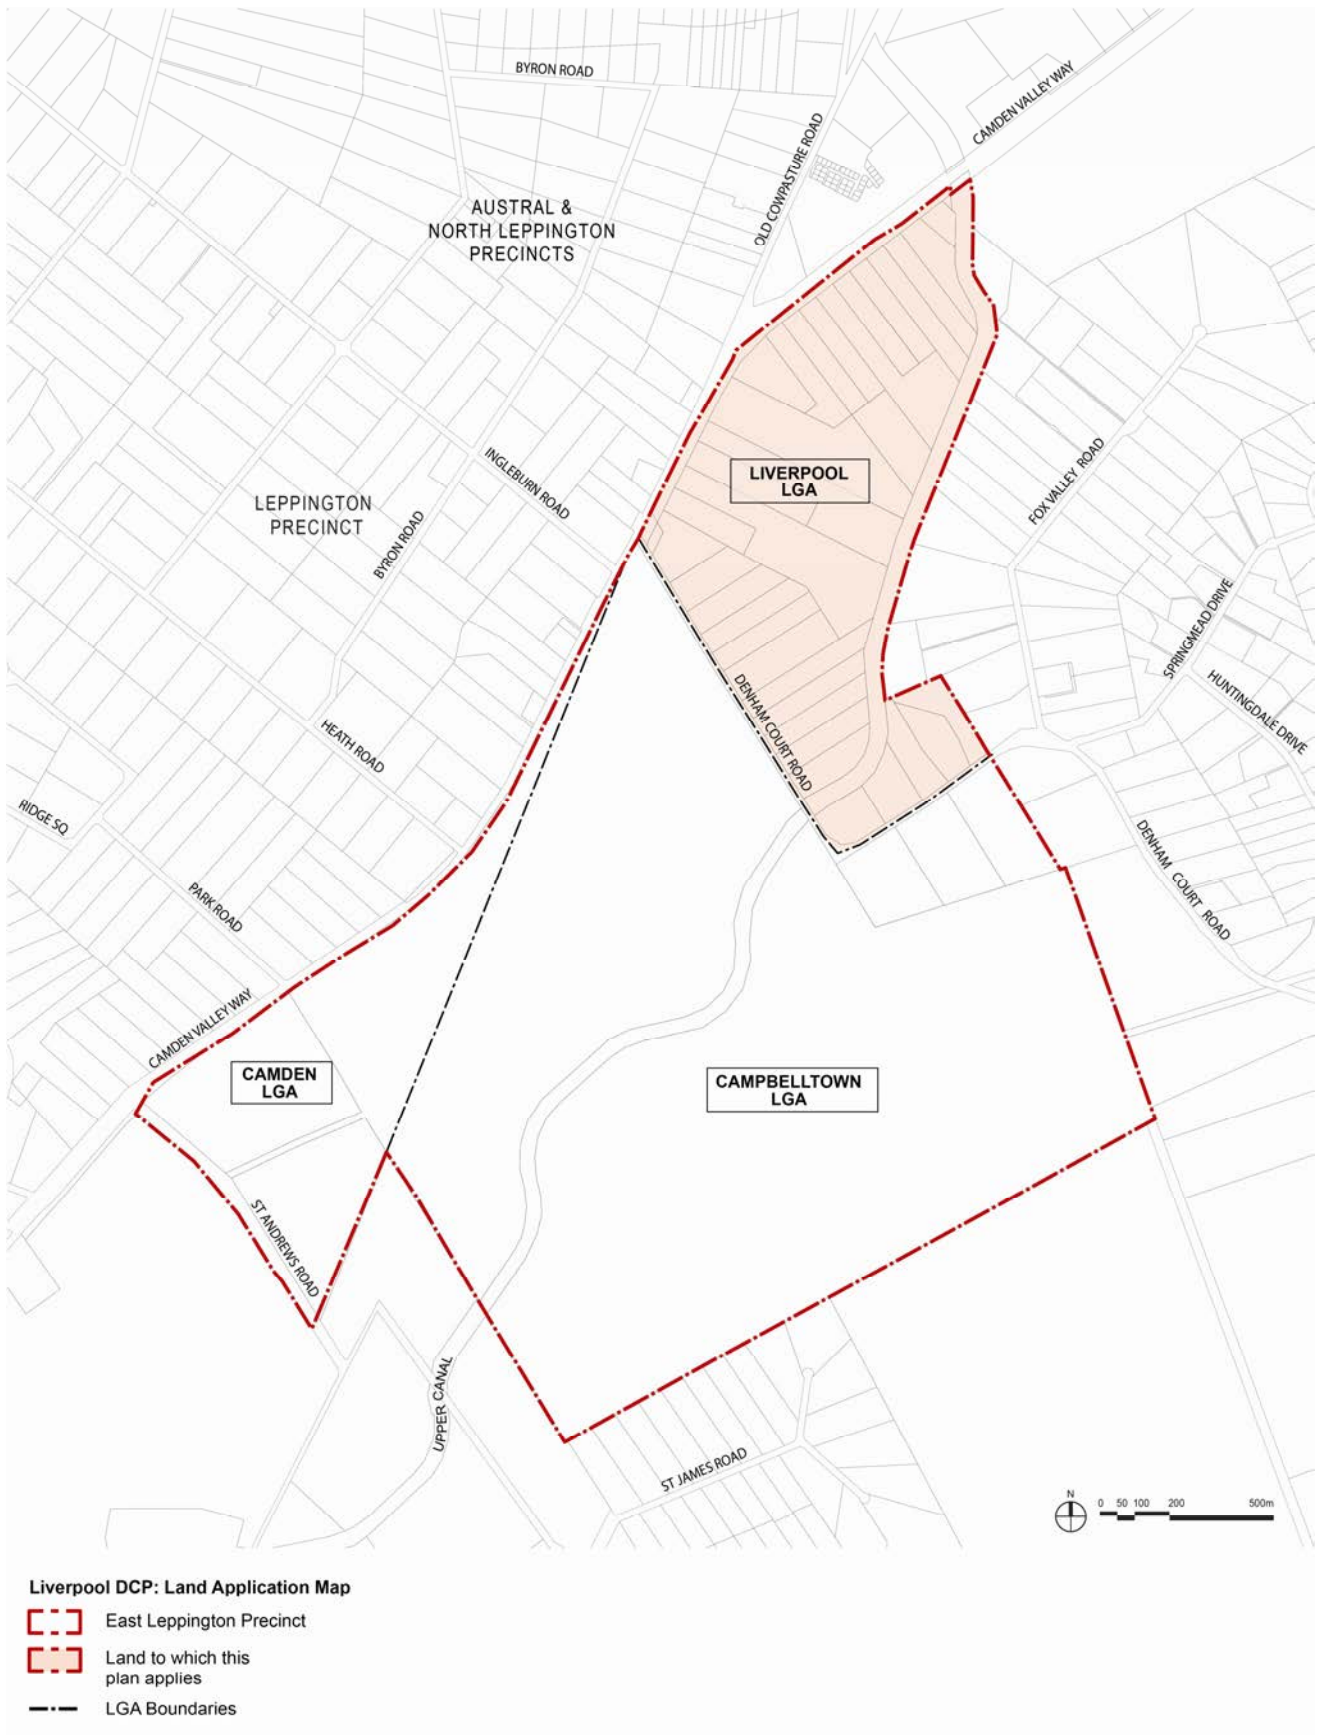 BYRON ROAD
CAMDEN VALLEY WAY
OLD COWPASTURE ROAD
AUSTRAL &
NORTH LEPPINGTON
PRECINCTS
LIVERPOOL
LGA
INGLEBURN ROAD
FOX VALLEY ROAD
LEPPINGTON
PRECINCT
BYRON ROAD
SPRINGMEAD DRIVE
HUNTINGDALE DRIVE
DENHAM COURT ROAD
HEATH ROAD
RIDGE SQ
DENHAM COURT ROAD
PARK ROAD
CAMDEN VALLEY WAY
CAMDEN
LGA
CAMPBELLTOWN
LGA
ST ANDREWS ROAD
UPPER CANAL
ST JAMES ROAD
N
0 50 100 200 500m
Liverpool DCP: Land Application Map
East Leppington Precinct
Land to which this
plan applies
LGA Boundaries